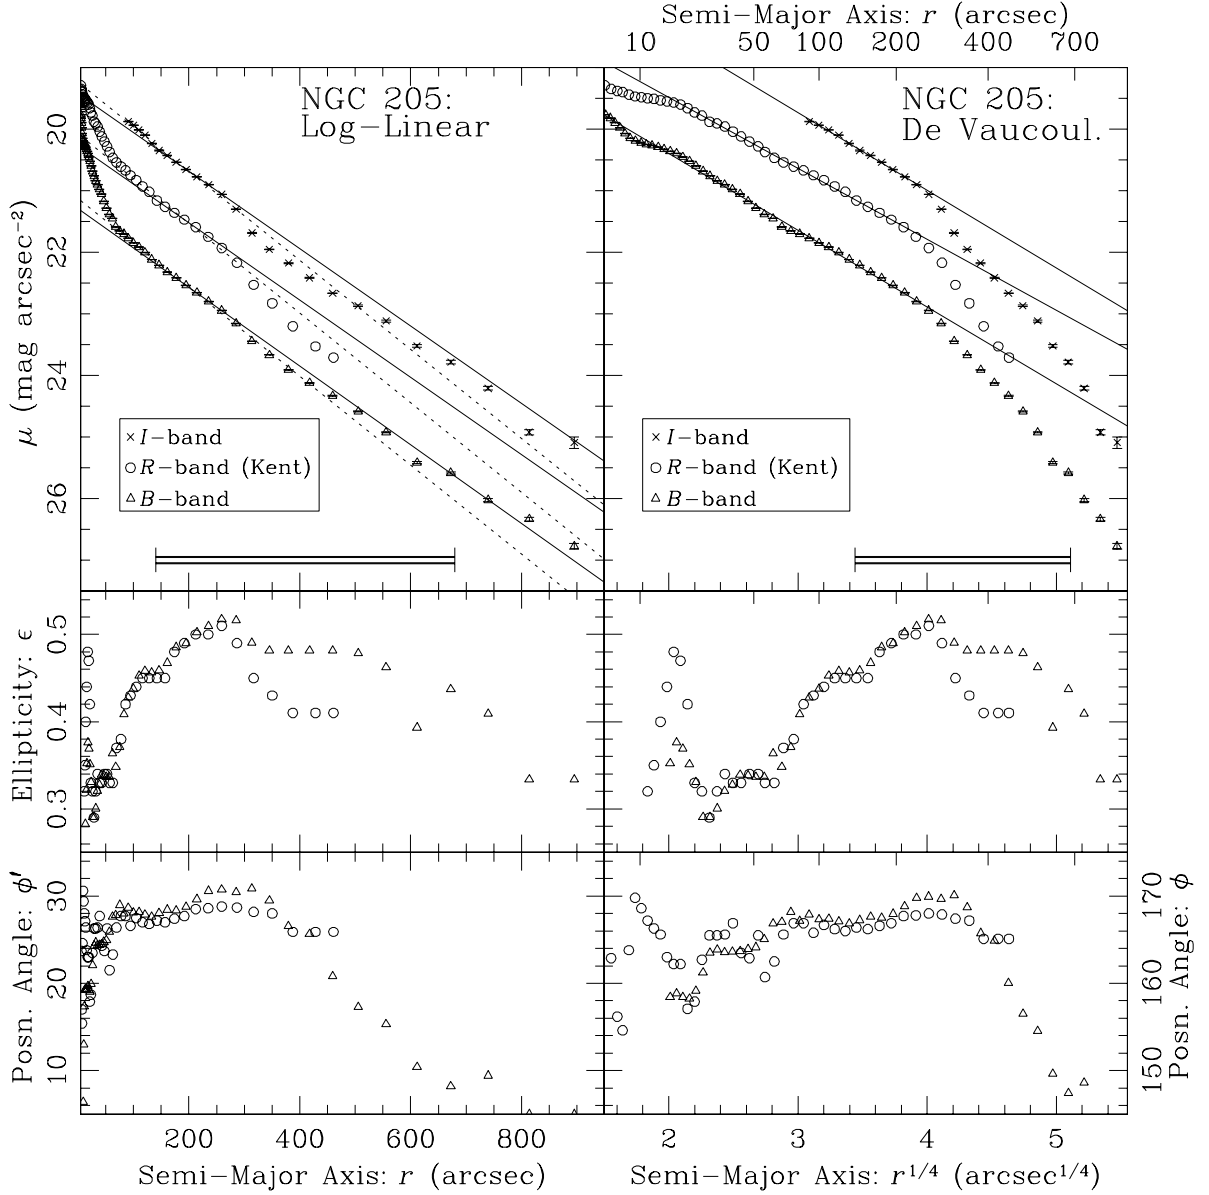 Semi-Major Axis: r (arcsec)
10 50 100 200 400 700
NGC 205:
Log-Linear
NGC 205:
De Vaucoul.
μ (mag arcsec⁻²)
20
22
24
26
× I-band
○ R-band (Kent)
△ B-band
× I-band
○ R-band (Kent)
△ B-band
Ellipticity: ϵ
0.5
0.4
0.3
Posn. Angle: ϕ′
30
20
10
170
160
150
Posn. Angle: ϕ
200 400 600 800
2 3 4 5
Semi-Major Axis: r (arcsec)
Semi-Major Axis: r^1/4 (arcsec^1/4)